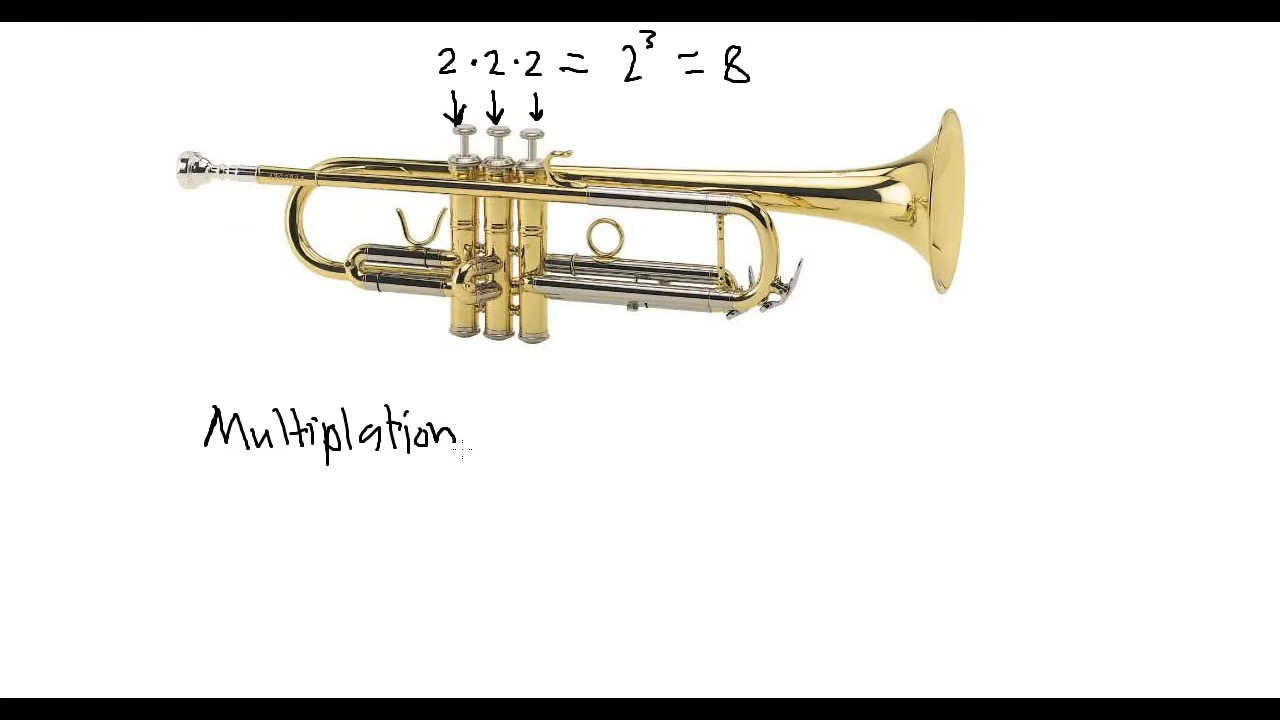 2 · 2 · 2 = 2³ = 8
Multiplation